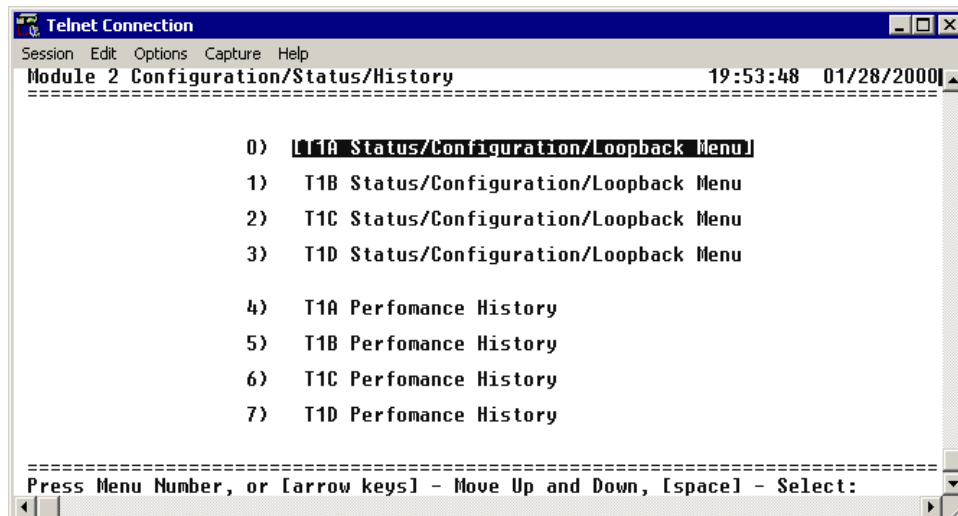 Telnet Connection
Session Edit Options Capture Help
Module 2 Configuration/Status/History 19:53:48 01/28/2000
================================================================================
0) [T1A Status/Configuration/Loopback Menu]
1) T1B Status/Configuration/Loopback Menu
2) T1C Status/Configuration/Loopback Menu
3) T1D Status/Configuration/Loopback Menu
4) T1A Perfomance History
5) T1B Perfomance History
6) T1C Perfomance History
7) T1D Perfomance History
================================================================================
Press Menu Number, or [arrow keys] - Move Up and Down, [space] - Select: